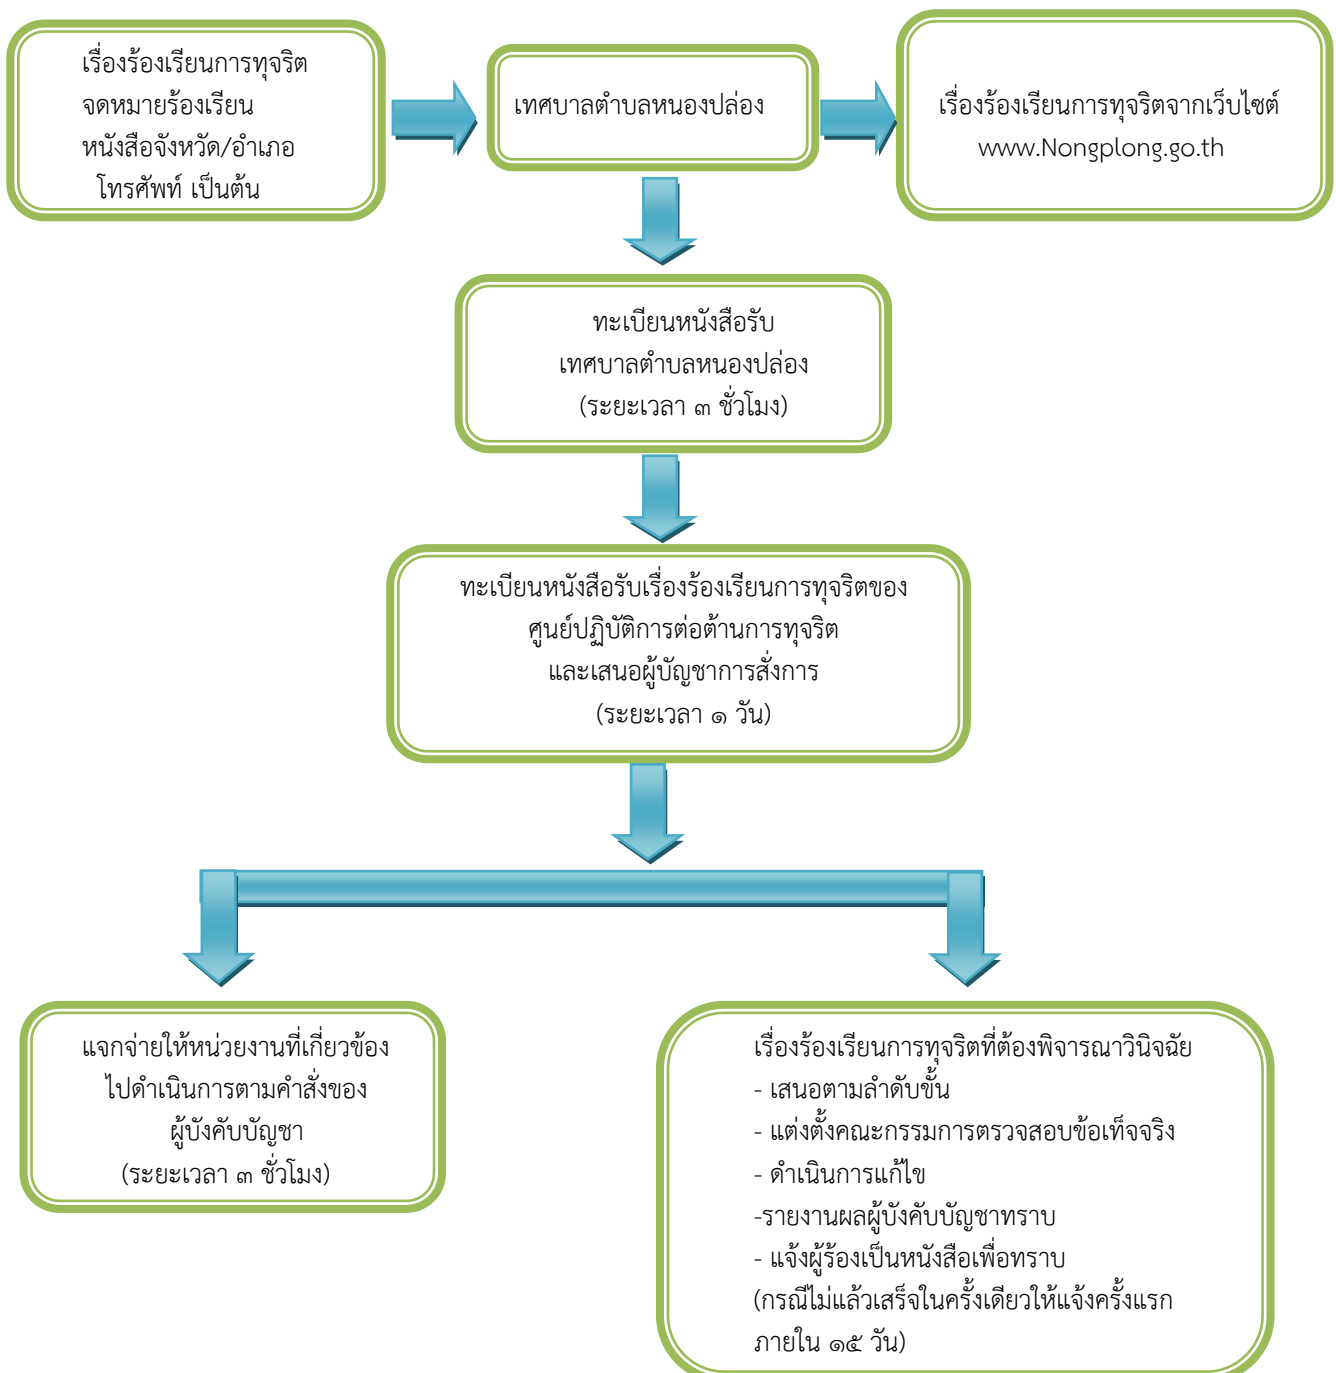 เรื่องร้องเรียนการทุจริต
จดหมายร้องเรียน
หนังสือจังหวัด/อำเภอ
โทรศัพท์ เป็นต้น
เทศบาลตำบลหนองปล่อง
เรื่องร้องเรียนการทุจริตจากเว็บไซต์
www.Nongplong.go.th
ทะเบียนหนังสือรับ
เทศบาลตำบลหนองปล่อง
(ระยะเวลา ๓ ชั่วโมง)
ทะเบียนหนังสือรับเรื่องร้องเรียนการทุจริตของ
ศูนย์ปฏิบัติการต่อต้านการทุจริต
และเสนอผู้บัญชาการสั่งการ
(ระยะเวลา ๑ วัน)
แจกจ่ายให้หน่วยงานที่เกี่ยวข้อง
ไปดำเนินการตามคำสั่งของ
ผู้บังคับบัญชา
(ระยะเวลา ๓ ชั่วโมง)
เรื่องร้องเรียนการทุจริตที่ต้องพิจารณาวินิจฉัย
- เสนอตามลำดับขั้น
- แต่งตั้งคณะกรรมการตรวจสอบข้อเท็จจริง
- ดำเนินการแก้ไข
-รายงานผลผู้บังคับบัญชาทราบ
- แจ้งผู้ร้องเป็นหนังสือเพื่อทราบ
(กรณีไม่แล้วเสร็จในครั้งเดียวให้แจ้งครั้งแรก
ภายใน ๑๕ วัน)